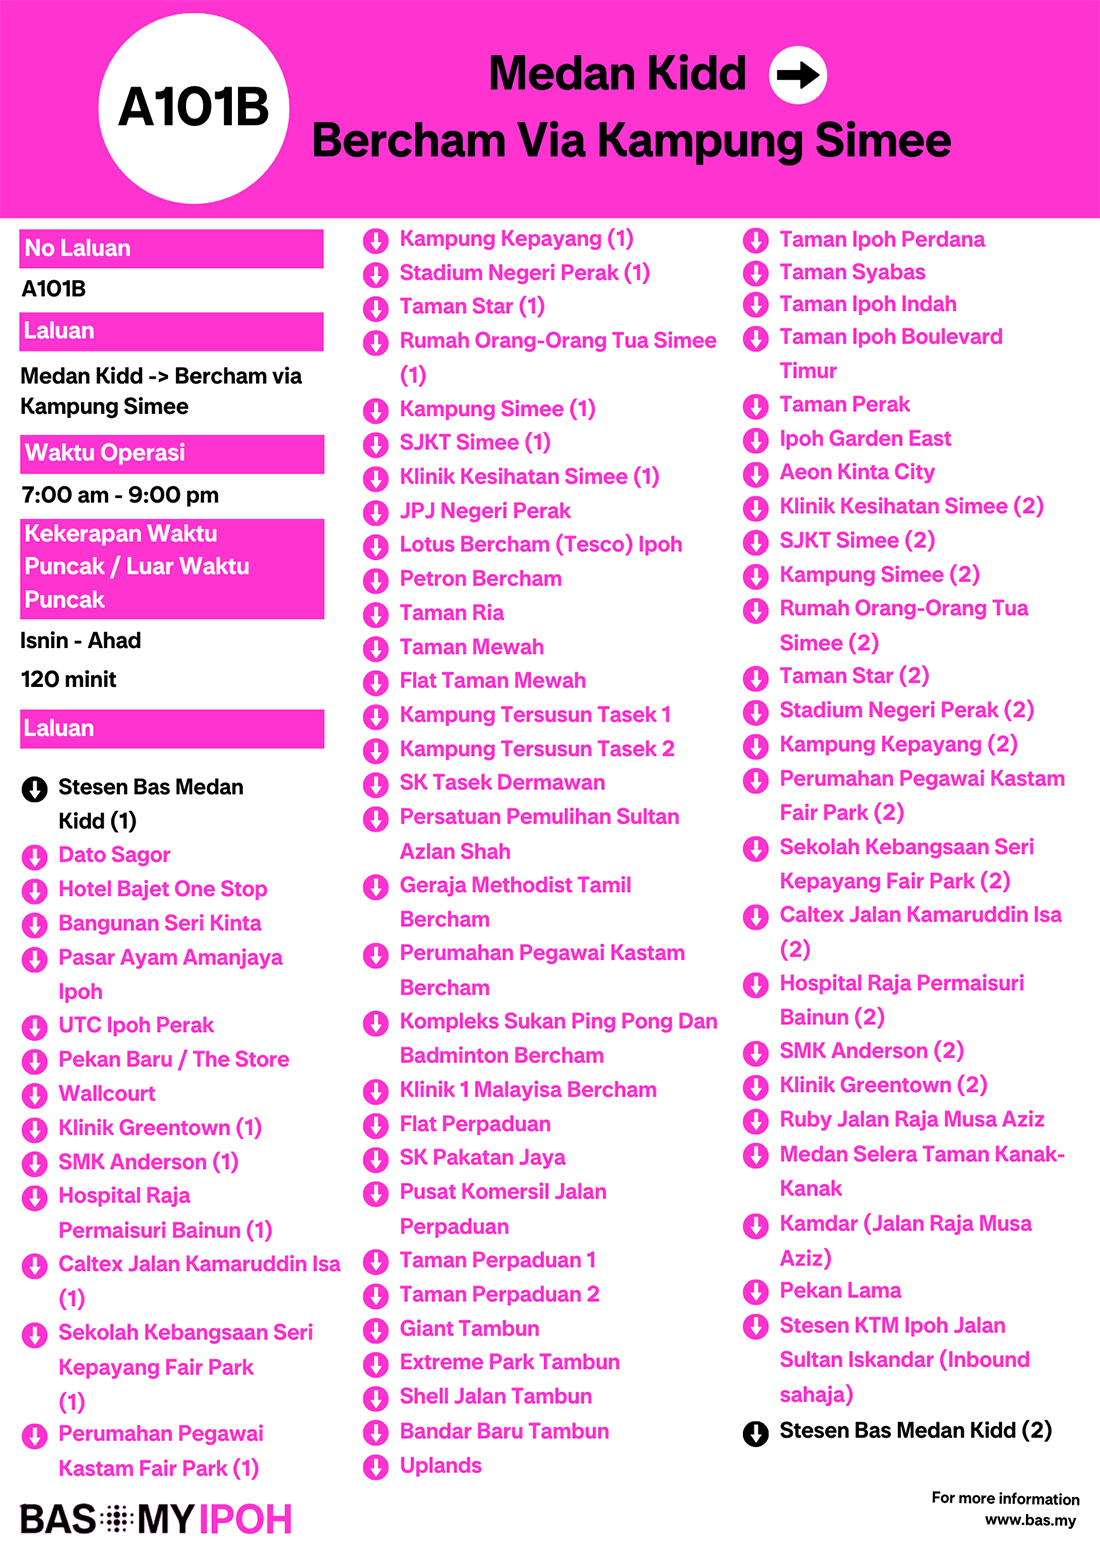 A101B
Medan Kidd
Bercham Via Kampung Simee
No Laluan
A101B
Laluan
Medan Kidd -> Bercham via
Kampung Simee
Waktu Operasi
7:00 am - 9:00 pm
Kekerapan Waktu
Puncak / Luar Waktu
Puncak
Isnin - Ahad
120 minit
Laluan
Stesen Bas Medan
Kidd (1)
Dato Sagor
Hotel Bajet One Stop
Bangunan Seri Kinta
Pasar Ayam Amanjaya
Ipoh
UTC Ipoh Perak
Pekan Baru / The Store
Wallcourt
Klinik Greentown (1)
SMK Anderson (1)
Hospital Raja
Permaisuri Bainun (1)
Caltex Jalan Kamaruddin Isa
(1)
Sekolah Kebangsaan Seri
Kepayang Fair Park
(1)
Perumahan Pegawai
Kastam Fair Park (1)
Kampung Kepayang (1)
Stadium Negeri Perak (1)
Taman Star (1)
Rumah Orang-Orang Tua Simee
(1)
Kampung Simee (1)
SJKT Simee (1)
Klinik Kesihatan Simee (1)
JPJ Negeri Perak
Lotus Bercham (Tesco) Ipoh
Petron Bercham
Taman Ria
Taman Mewah
Flat Taman Mewah
Kampung Tersusun Tasek 1
Kampung Tersusun Tasek 2
SK Tasek Dermawan
Persatuan Pemulihan Sultan
Azlan Shah
Geraja Methodist Tamil
Bercham
Perumahan Pegawai Kastam
Bercham
Kompleks Sukan Ping Pong Dan
Badminton Bercham
Klinik 1 Malayisa Bercham
Flat Perpaduan
SK Pakatan Jaya
Pusat Komersil Jalan
Perpaduan
Taman Perpaduan 1
Taman Perpaduan 2
Giant Tambun
Extreme Park Tambun
Shell Jalan Tambun
Bandar Baru Tambun
Uplands
Taman Ipoh Perdana
Taman Syabas
Taman Ipoh Indah
Taman Ipoh Boulevard
Timur
Taman Perak
Ipoh Garden East
Aeon Kinta City
Klinik Kesihatan Simee (2)
SJKT Simee (2)
Kampung Simee (2)
Rumah Orang-Orang Tua
Simee (2)
Taman Star (2)
Stadium Negeri Perak (2)
Kampung Kepayang (2)
Perumahan Pegawai Kastam
Fair Park (2)
Sekolah Kebangsaan Seri
Kepayang Fair Park (2)
Caltex Jalan Kamaruddin Isa
(2)
Hospital Raja Permaisuri
Bainun (2)
SMK Anderson (2)
Klinik Greentown (2)
Ruby Jalan Raja Musa Aziz
Medan Selera Taman Kanak-
Kanak
Kamdar (Jalan Raja Musa
Aziz)
Pekan Lama
Stesen KTM Ipoh Jalan
Sultan Iskandar (Inbound
sahaja)
Stesen Bas Medan Kidd (2)
BAS MY IPOH
For more information
www.bas.my